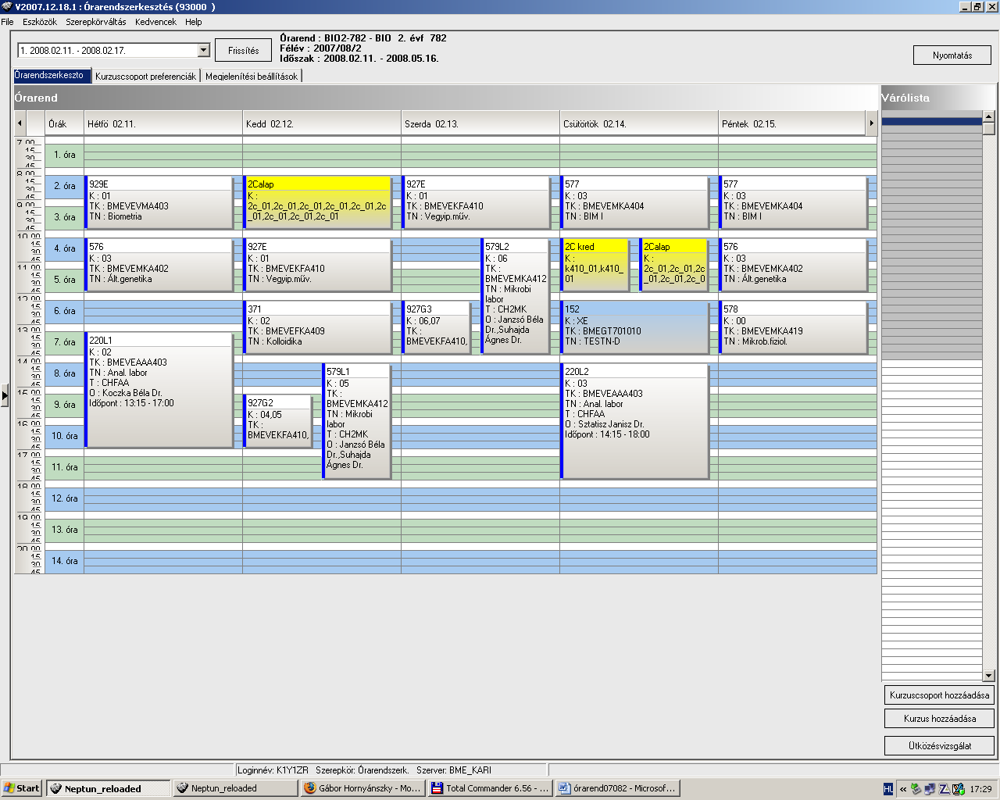 V2007.12.18.1 : Órarendszerkesztés (93000 )
File Eszközök Szerepkörváltás Kedvencek Help
1. 2008.02.11. - 2008.02.17.
Frissítés
Órarend : BIO2-782 - BIO 2. évf 782
Félév : 2007/08/2
Időszak : 2008.02.11. - 2008.05.16.
Nyomtatás
Órarendszerkeszto Kurzuscsoport preferenciák Megjelenítési beállítások
Órarend
Várólista
Órák Hétfő 02.11. Kedd 02.12. Szerda 02.13. Csütörtök 02.14. Péntek 02.15.
1. óra
2. óra
3. óra
4. óra
5. óra
6. óra
7. óra
8. óra
9. óra
10. óra
11. óra
12. óra
13. óra
14. óra
929E
K : 01
TK : BMEVEVMA403
TN : Biometria
576
K : 03
TK : BMEVEMKA402
TN : Ált.genetika
220L1
K : 02
TK : BMEVEAAA403
TN : Anal. labor
T : CHFAA
O : Koczka Béla Dr.
Időpont : 13:15 - 17:00
2Calap
K :
2c_01,2c_01,2c_01,2c_01,2c_01,2c
_01,2c_01,2c_01,2c_01
927E
K : 01
TK : BMEVEKFA410
TN : Vegyip.műv.
371
K : 02
TK : BMEVEFKA409
TN : Kolloidika
927G2
K : 04,05
TK :
BMEVEKFA410,
579L1
K : 05
TK :
BMEVEMKA412
TN : Mikrobi
labor
T : CH2MK
O : Janzsó Béla
Dr.,Suhajda
Ágnes Dr.
927E
K : 01
TK : BMEVEKFA410
TN : Vegyip.műv.
579L2
K : 06
TK :
BMEVEMKA412
TN : Mikrobi
labor
T : CH2MK
O : Janzsó Béla
Dr.,Suhajda
Ágnes Dr.
927G3
K : 06,07
TK :
BMEVEKFA410,
577
K : 03
TK : BMEVEMKA404
TN : BIM I
2C kred
K :
k410_01,k410_
01
2Calap
K :
2c_01,2c_01,2c
_01,2c_01,2c_0
152
K : XE
TK : BMEGT701010
TN : TESTN-D
220L2
K : 03
TK : BMEVEAAA403
TN : Anal. labor
T : CHFAA
O : Sztatisz Janisz Dr.
Időpont : 14:15 - 18:00
577
K : 03
TK : BMEVEMKA404
TN : BIM I
576
K : 03
TK : BMEVEMKA402
TN : Ált.genetika
578
K : 00
TK : BMEVEMKA419
TN : Mikrob.fiziol.
Kurzuscsoport hozzáadása
Kurzus hozzáadása
Ütközésvizsgálat
Loginnév: K1Y1ZR Szerepkör: Órarendszerk. Szerver: BME_KARI
Start Neptun_reloaded Neptun_reloaded Gábor Hornyánszky - Mo... Total Commander 6.56 - ... órarend07082 - Microsof... HU 17:29